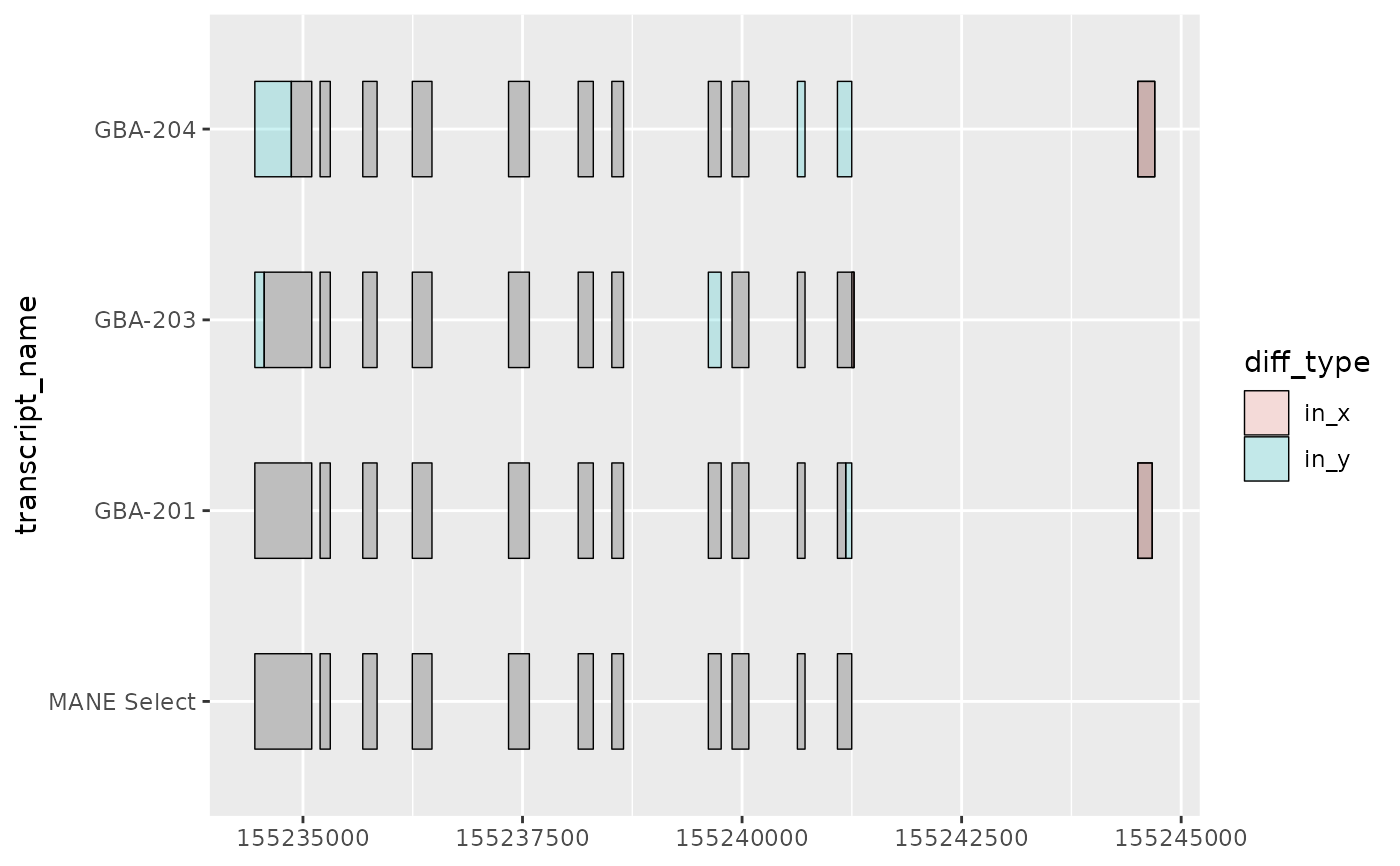 GBA-204
GBA-203
GBA-201
MANE Select
transcript_name
155235000
155237500
155240000
155242500
155245000
diff_type
in_x
in_y